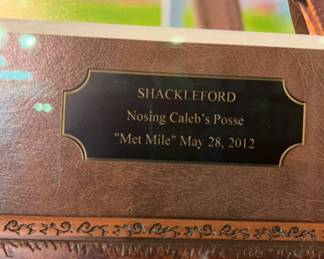 SHACKLEFORD
Nosing Caleb's Posse
"Met Mile" May 28, 2012